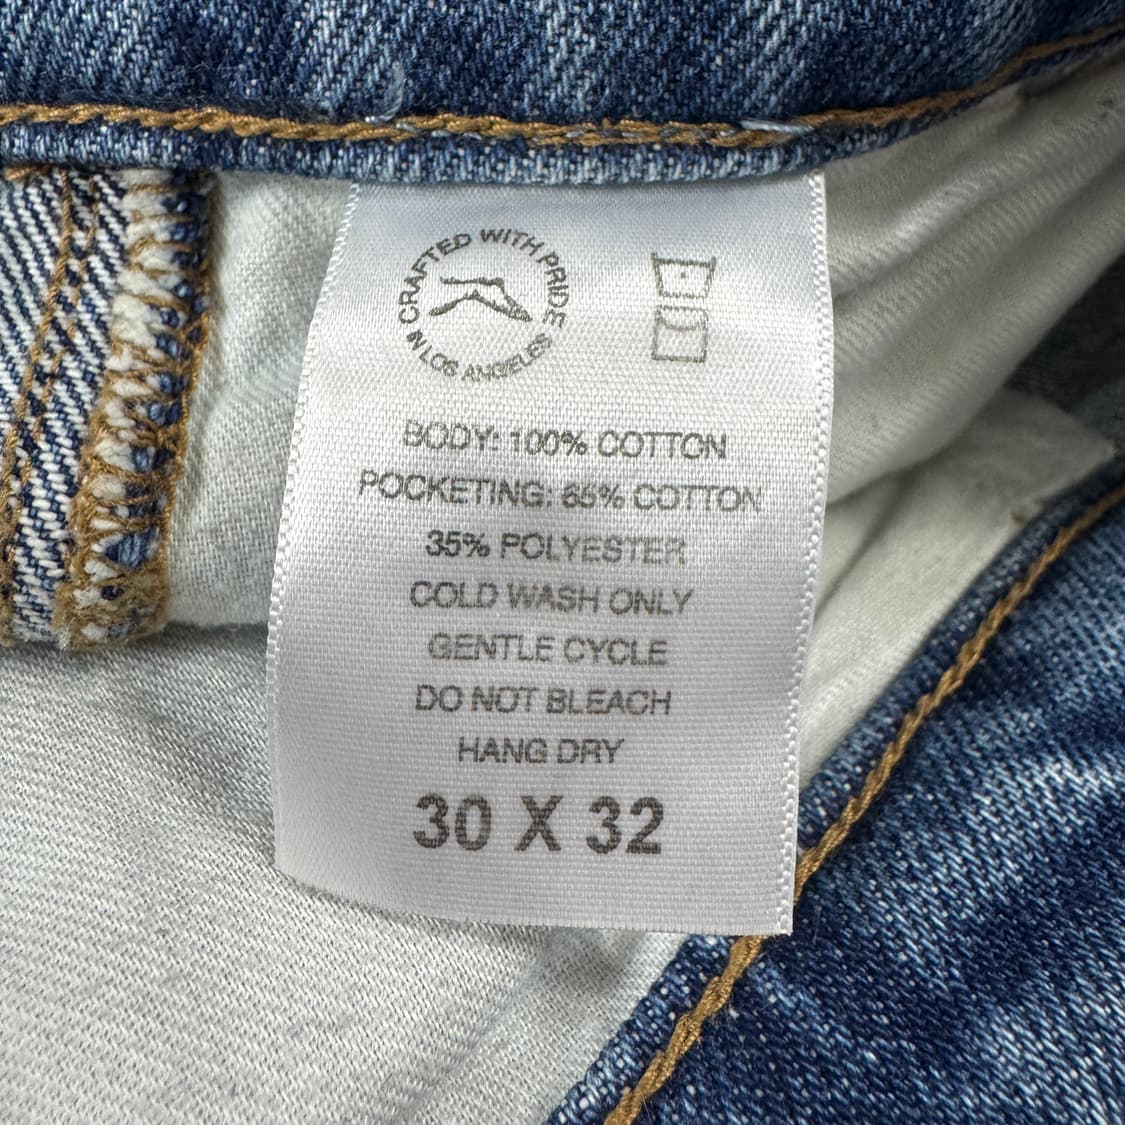 CRAFTED WITH PRIDE
IN LOS ANGELES
BODY: 100% COTTON
POCKETING: 65% COTTON
35% POLYESTER
COLD WASH ONLY
GENTLE CYCLE
DO NOT BLEACH
HANG DRY
30 X 32